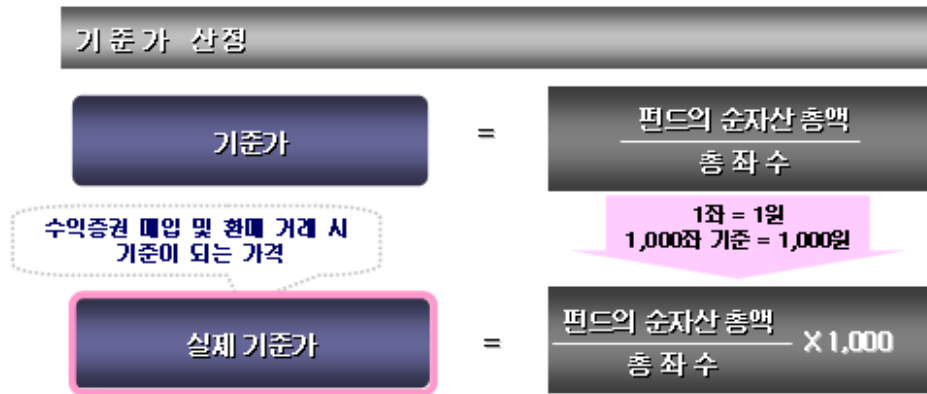 기준가 산정
기준가
=
펀드의 순자산 총액
총 좌 수
수익증권 매입 및 환매 거래 시
기준이 되는 가격
1좌 = 1원
1,000좌 기준 = 1,000원
실제 기준가
=
펀드의 순자산 총액
총 좌 수
X 1,000